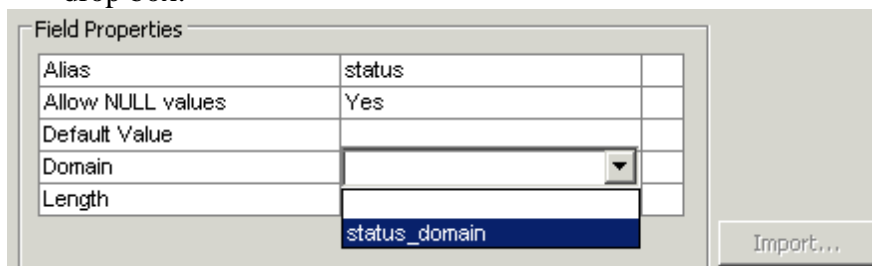 drop box.
Field Properties
Alias status
Allow NULL values Yes
Default Value
Domain
Length
status_domain
Import...